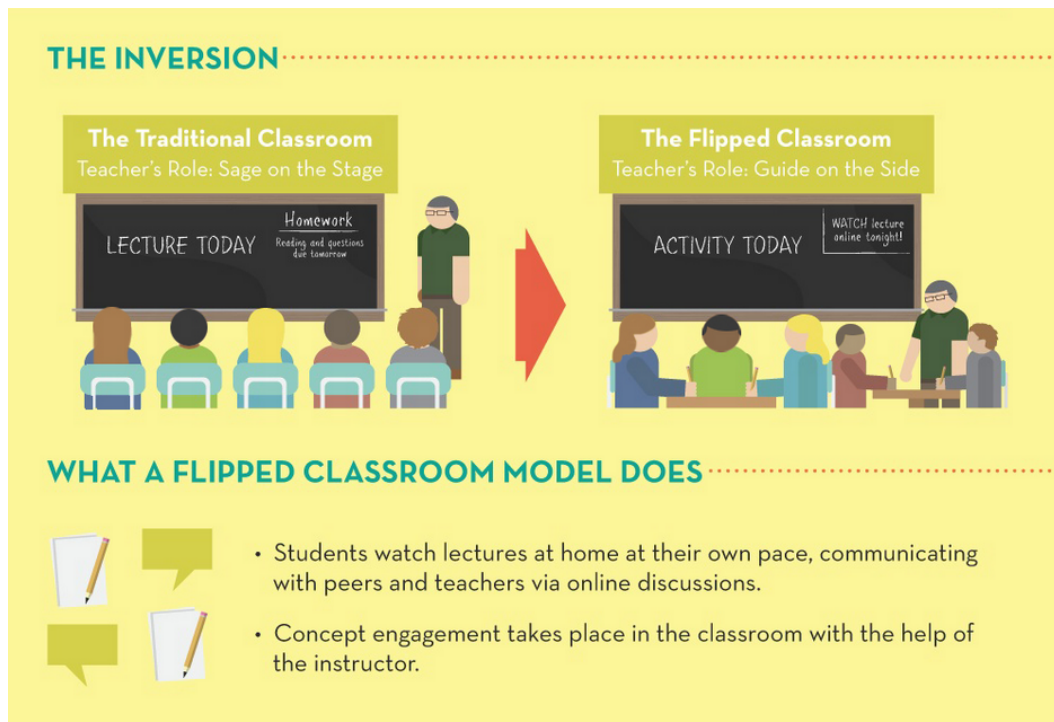 THE INVERSION
The Traditional Classroom
Teacher's Role: Sage on the Stage
LECTURE TODAY
Homework
Reading and questions
due tomorrow
The Flipped Classroom
Teacher's Role: Guide on the Side
ACTIVITY TODAY
WATCH lecture
online tonight!
WHAT A FLIPPED CLASSROOM MODEL DOES
• Students watch lectures at home at their own pace, communicating
with peers and teachers via online discussions.
• Concept engagement takes place in the classroom with the help of
the instructor.